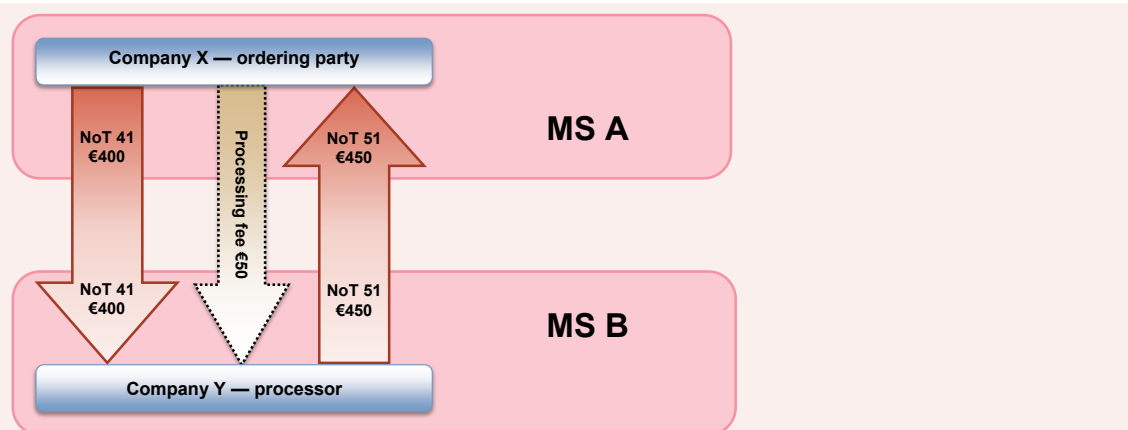 Company X — ordering party
NoT 41
€400
Processing fee €50
NoT 51
€450
MS A
NoT 41
€400
NoT 51
€450
MS B
Company Y — processor